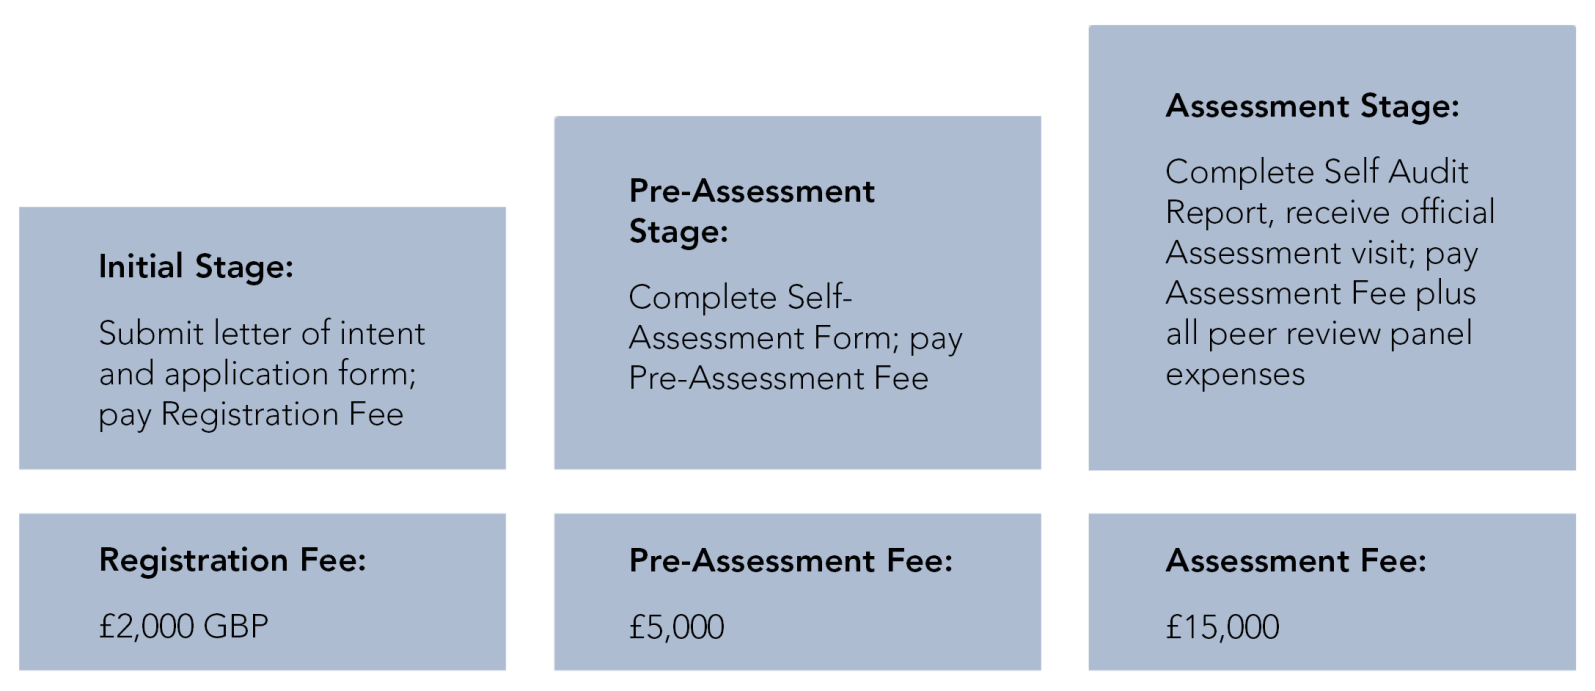 Initial Stage:
Submit letter of intent
and application form;
pay Registration Fee
Pre-Assessment
Stage:
Complete Self-
Assessment Form; pay
Pre-Assessment Fee
Assessment Stage:
Complete Self Audit
Report, receive official
Assessment visit; pay
Assessment Fee plus
all peer review panel
expenses
Registration Fee:
£2,000 GBP
Pre-Assessment Fee:
£5,000
Assessment Fee:
£15,000